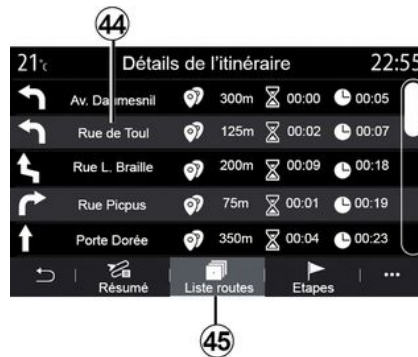 44
21°c Détails de l'itinéraire 22:55
Av. Daumesnil 300m 00:00 00:05
Rue de Toul 125m 00:02 00:07
Rue L. Braille 200m 00:09 00:18
Rue Picpus 75m 00:01 00:19
Porte Dorée 350m 00:04 00:23
Résumé Liste routes Etapes ...
45